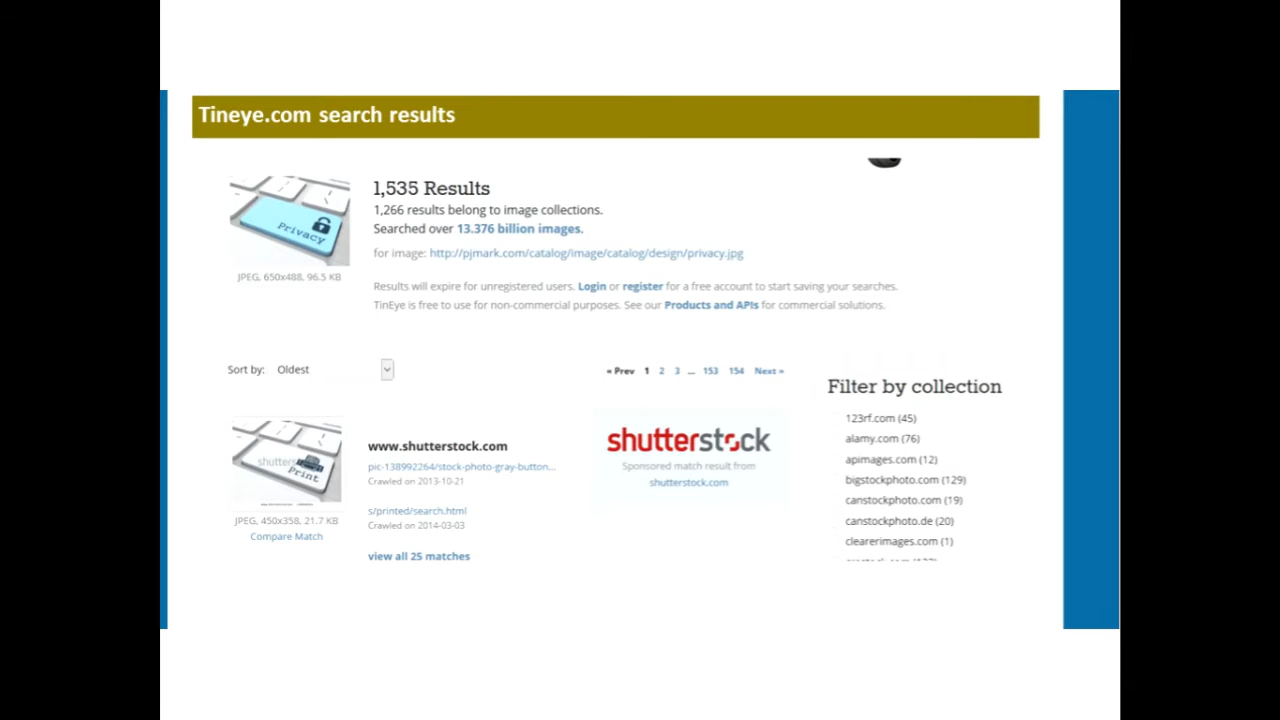 Tineye.com search results
Privacy
JPEG, 650x488, 96.5 KB
1,535 Results
1,266 results belong to image collections.
Searched over 13.376 billion images.
for image: http://pjmark.com/catalog/image/catalog/design/privacy.jpg
Results will expire for unregistered users. Login or register for a free account to start saving your searches.
TinEye is free to use for non-commercial purposes. See our Products and APIs for commercial solutions.
Sort by: Oldest
« Prev 1 2 3 ... 153 154 Next »
shutters
Print
JPEG, 450x358, 21.7 KB
Compare Match
www.shutterstock.com
pic-138992264/stock-photo-gray-button...
Crawled on 2013-10-21
s/printed/search.html
Crawled on 2014-03-03
view all 25 matches
shutterstock
Sponsored match result from
shutterstock.com
Filter by collection
123rf.com (45)
alamy.com (76)
apimages.com (12)
bigstockphoto.com (129)
canstockphoto.com (19)
canstockphoto.de (20)
clearerimages.com (1)